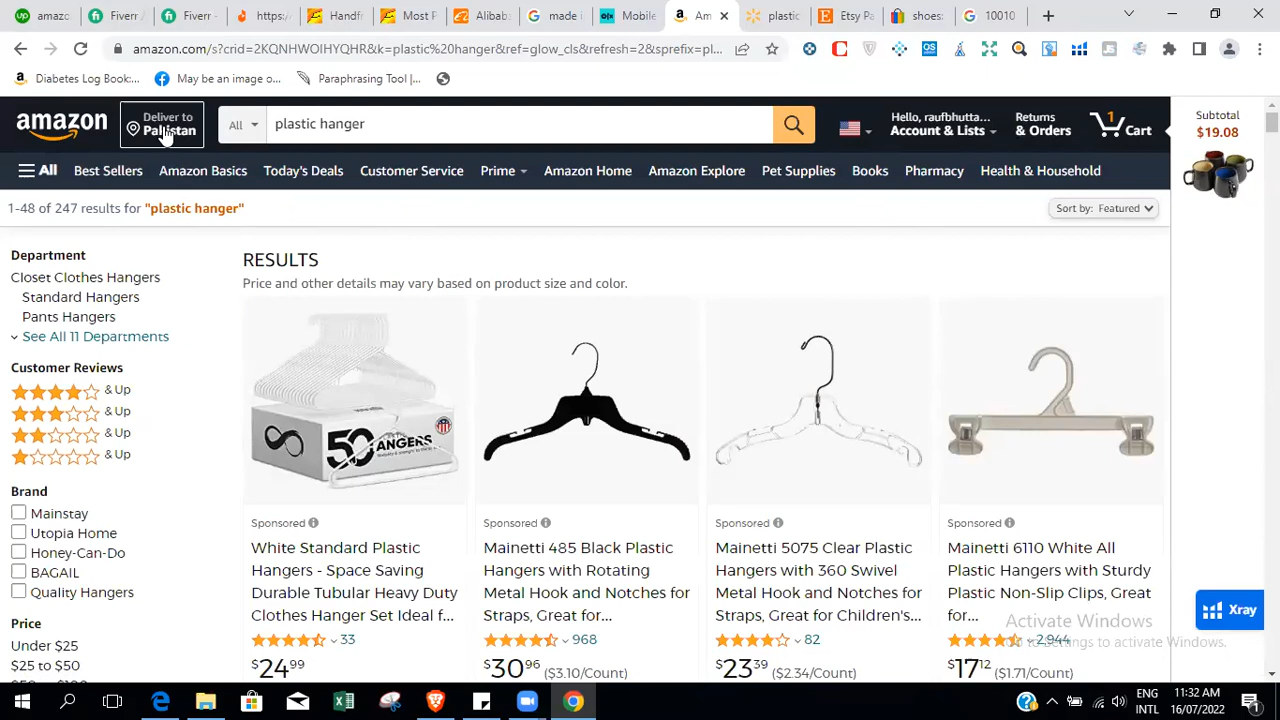 amazo
Fiverr /
Fiverr -
https:/
Handfr
Most P
Alibab
made i
Mobile
Am
plastic
Etsy Pa
shoes:
10010
amazon.com/s?crid=2KQNHWOIHYQHR&k=plastic%20hanger&ref=glow_cls&refresh=2&sprefix=pl...
Diabetes Log Book:...
May be an image o...
Paraphrasing Tool |...
amazon
Deliver to
Pakistan
All
plastic hanger
Hello, raufbhutta...
Account & Lists
Returns
& Orders
1
Cart
Subtotal
$19.08
All
Best Sellers
Amazon Basics
Today's Deals
Customer Service
Prime
Amazon Home
Amazon Explore
Pet Supplies
Books
Pharmacy
Health & Household
1-48 of 247 results for "plastic hanger"
Sort by: Featured
Department
Closet Clothes Hangers
Standard Hangers
Pants Hangers
See All 11 Departments
Customer Reviews
& Up
& Up
& Up
& Up
Brand
Mainstay
Utopia Home
Honey-Can-Do
BAGAIL
Quality Hangers
Price
Under $25
$25 to $50
RESULTS
Price and other details may vary based on product size and color.
50 HANGERS
Sponsored
White Standard Plastic
Hangers - Space Saving
Durable Tubular Heavy Duty
Clothes Hanger Set Ideal f...
33
$24.99
Sponsored
Mainetti 485 Black Plastic
Hangers with Rotating
Metal Hook and Notches for
Straps, Great for...
968
$30.96 ($3.10/Count)
Sponsored
Mainetti 5075 Clear Plastic
Hangers with 360 Swivel
Metal Hook and Notches for
Straps, Great for Children's...
82
$23.39 ($2.34/Count)
Sponsored
Mainetti 6110 White All
Plastic Hangers with Sturdy
Plastic Non-Slip Clips, Great
for...
2,944
$17.12 ($1.71/Count)
Xray
Activate Windows
Go to Settings to activate Windows.
ENG
INTL
11:32 AM
16/07/2022
1